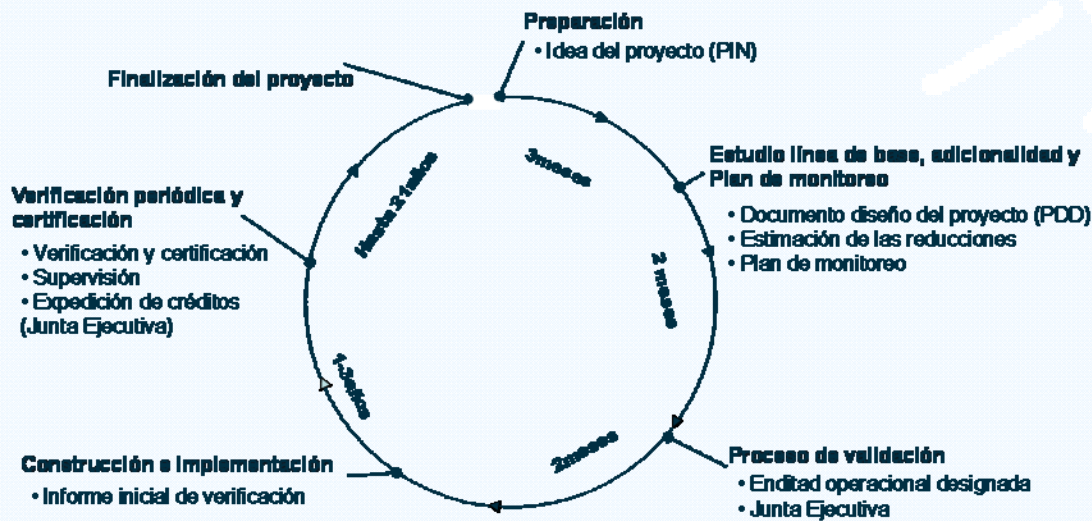 Preparación
• Idea del proyecto (PIN)
Finalización del proyecto
3meses
Hasta 21años
Estudio línea de base, adicionalidad y
Plan de monitoreo
• Documento diseño del proyecto (PDD)
• Estimación de las reducciones
• Plan de monitoreo
Verificación periódica y
certificación
• Verificación y certificación
• Supervisión
• Expedición de créditos
(Junta Ejecutiva)
2 meses
1-3años
2meses
Construcción e implementación
• Informe inicial de verificación
Proceso de validación
• Enditad operacional designada
• Junta Ejecutiva